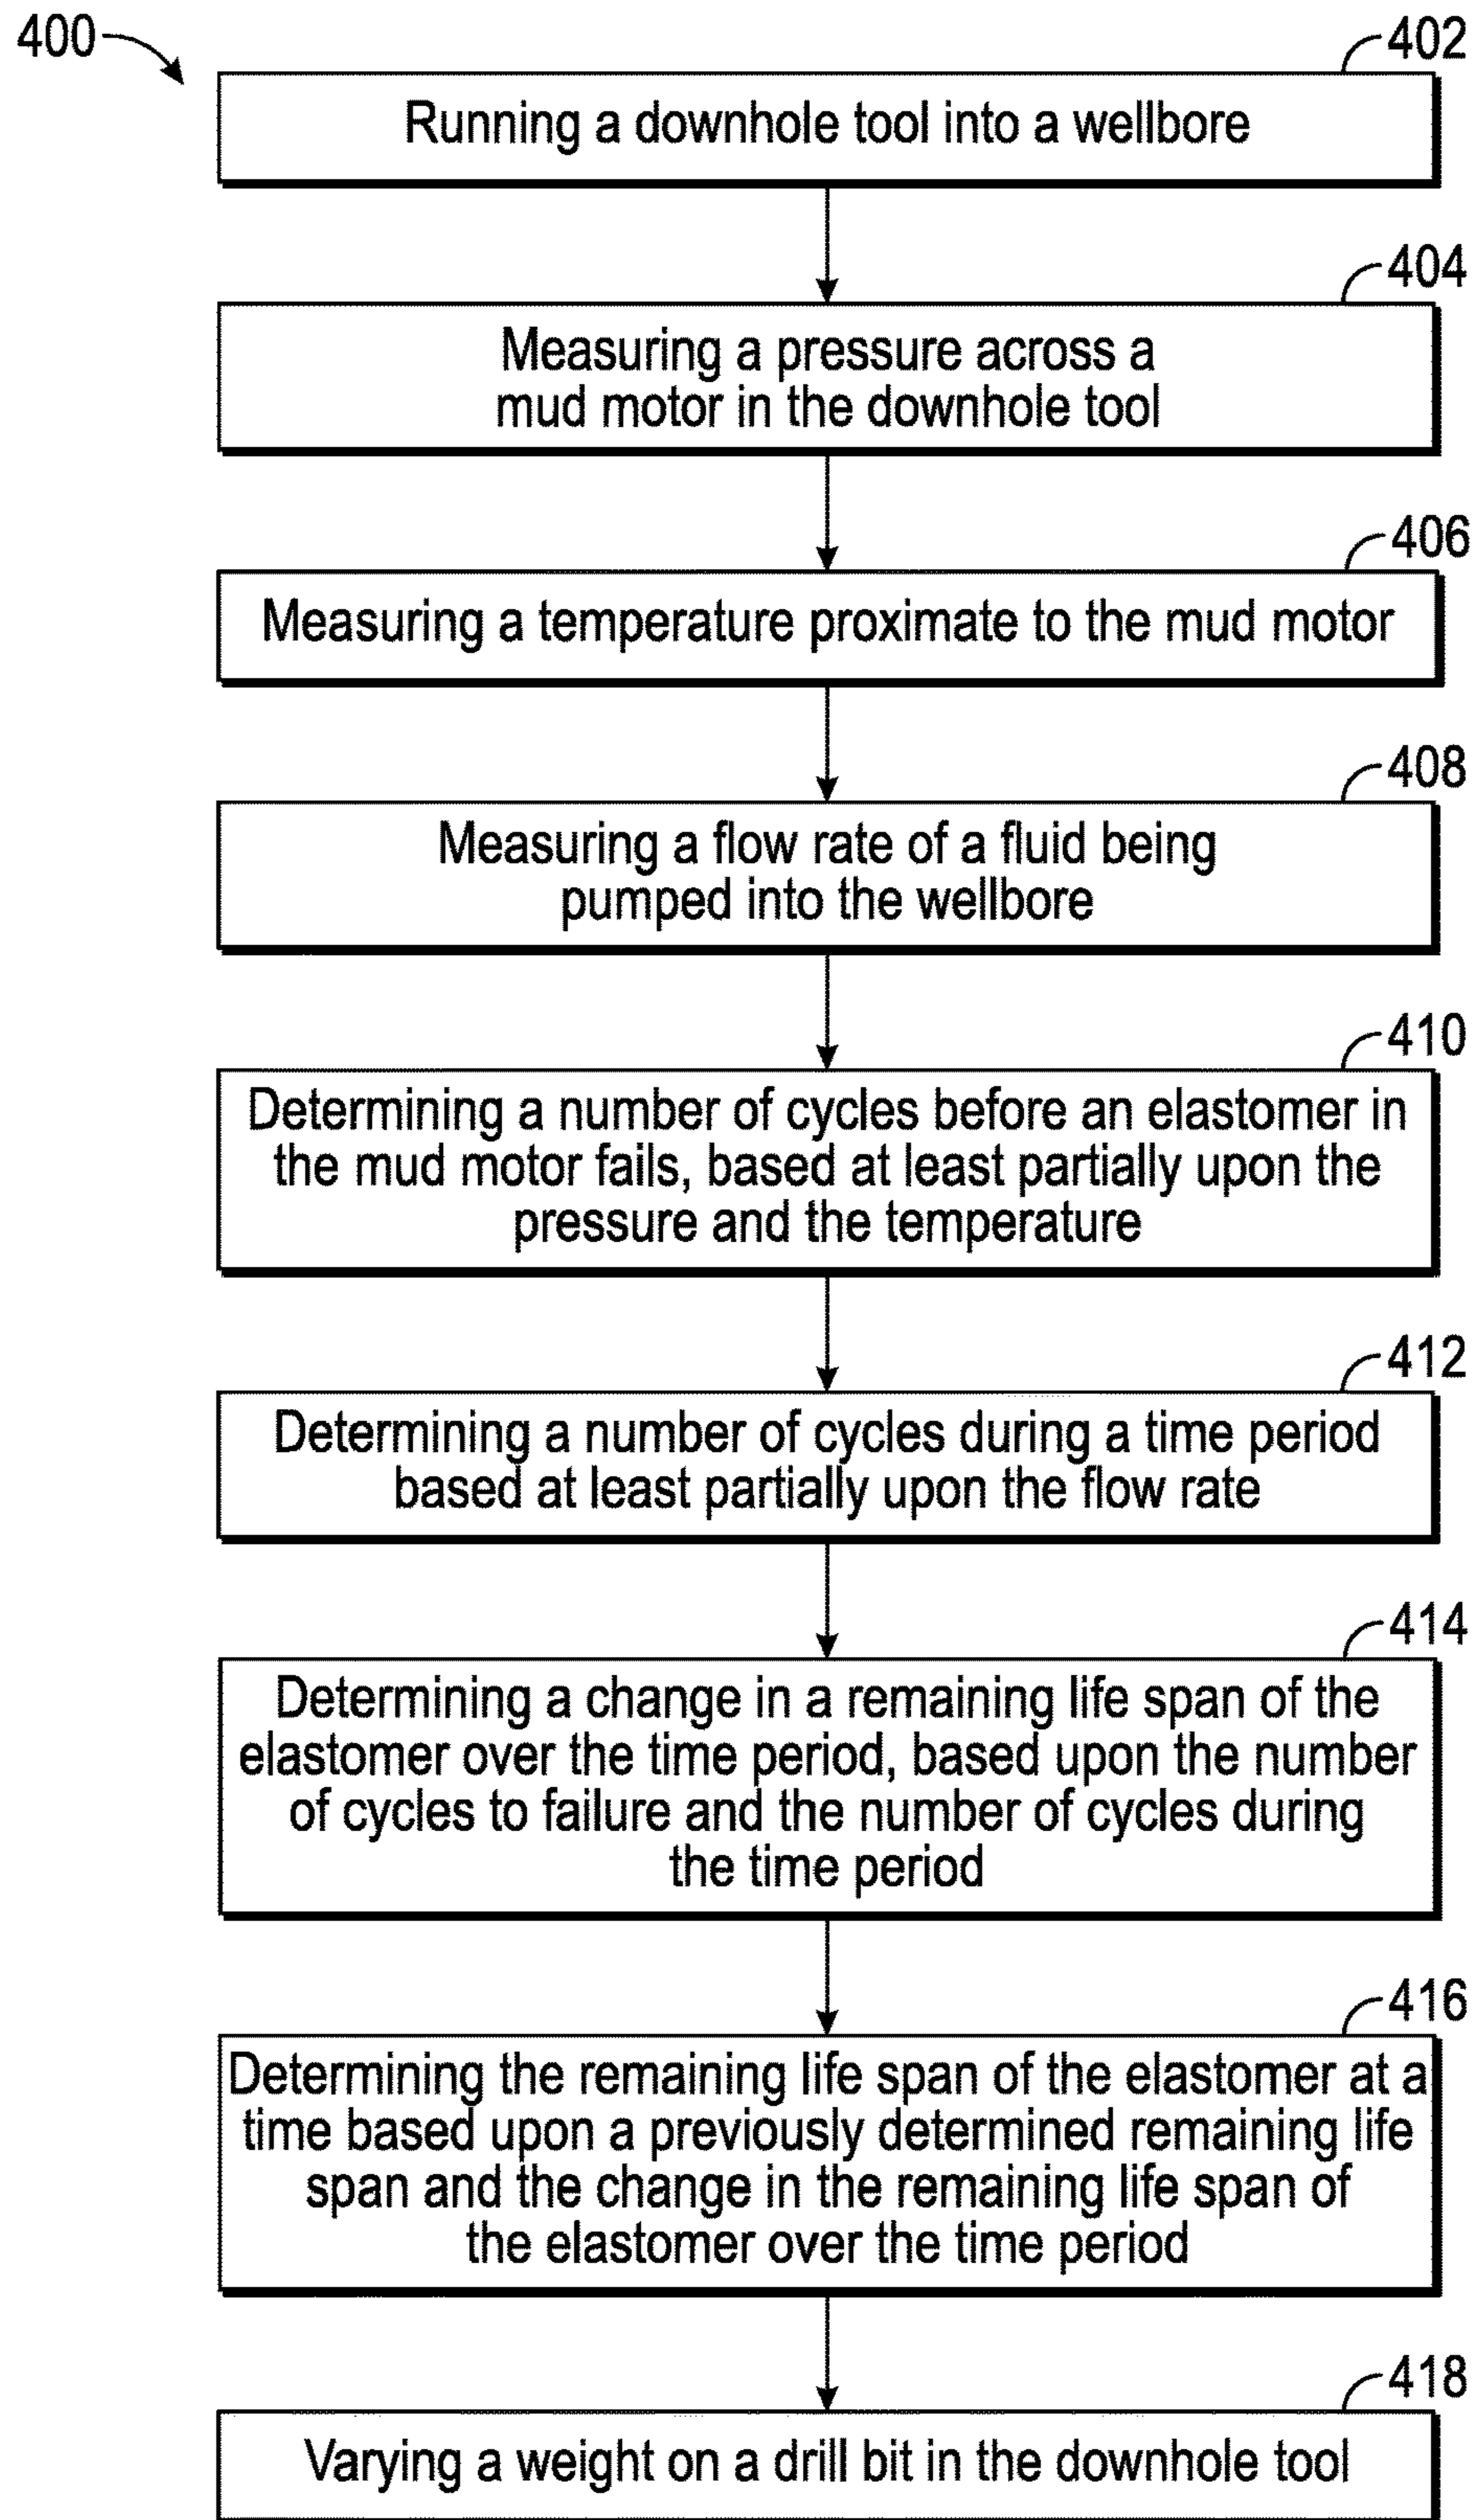 400
402
Running a downhole tool into a wellbore
404
Measuring a pressure across a
mud motor in the downhole tool
406
Measuring a temperature proximate to the mud motor
408
Measuring a flow rate of a fluid being
pumped into the wellbore
410
Determining a number of cycles before an elastomer in
the mud motor fails, based at least partially upon the
pressure and the temperature
412
Determining a number of cycles during a time period
based at least partially upon the flow rate
414
Determining a change in a remaining life span of the
elastomer over the time period, based upon the number
of cycles to failure and the number of cycles during
the time period
416
Determining the remaining life span of the elastomer at a
time based upon a previously determined remaining life
span and the change in the remaining life span of
the elastomer over the time period
418
Varying a weight on a drill bit in the downhole tool